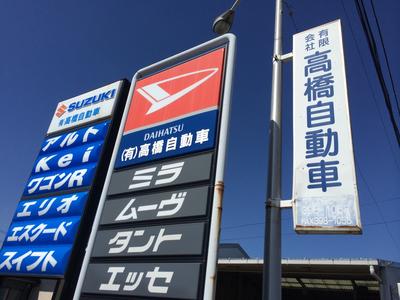 SUZUKI
(有)高橋自動車
アルト
Kei
ワゴンR
エリオ
エスクード
スイフト
DAIHATSU
(有)高橋自動車
ミラ
ムーヴ
タント
エッセ
有限会社
高橋自動車